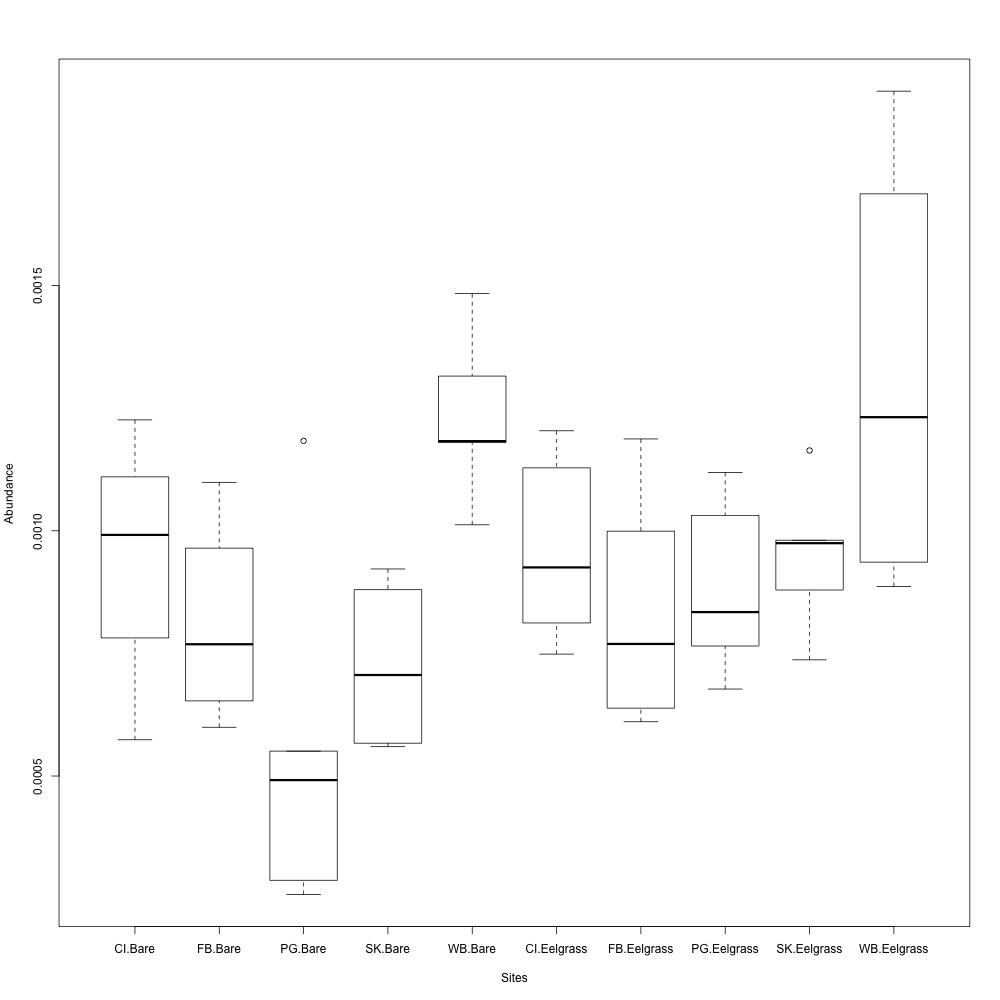 Abundance
0.0015
0.0010
0.0005
CI.Bare FB.Bare PG.Bare SK.Bare WB.Bare CI.Eelgrass FB.Eelgrass PG.Eelgrass SK.Eelgrass WB.Eelgrass
Sites